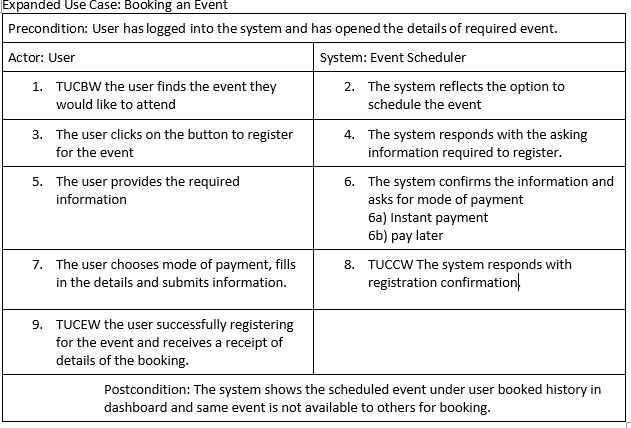 Expanded Use Case: Booking an Event
Precondition: User has logged into the system and has opened the details of required event.
Actor: User
System: Event Scheduler
1. TUCBW the user finds the event they
would like to attend
2. The system reflects the option to
schedule the event
3. The user clicks on the button to register
for the event
4. The system responds with the asking
information required to register.
5. The user provides the required
information
6. The system confirms the information and
asks for mode of payment
6a) Instant payment
6b) pay later
7. The user chooses mode of payment, fills
in the details and submits information.
8. TUCCW The system responds with
registration confirmation
9. TUCEW the user successfully registering
for the event and receives a receipt of
details of the booking.
Postcondition: The system shows the scheduled event under user booked history in
dashboard and same event is not available to others for booking.